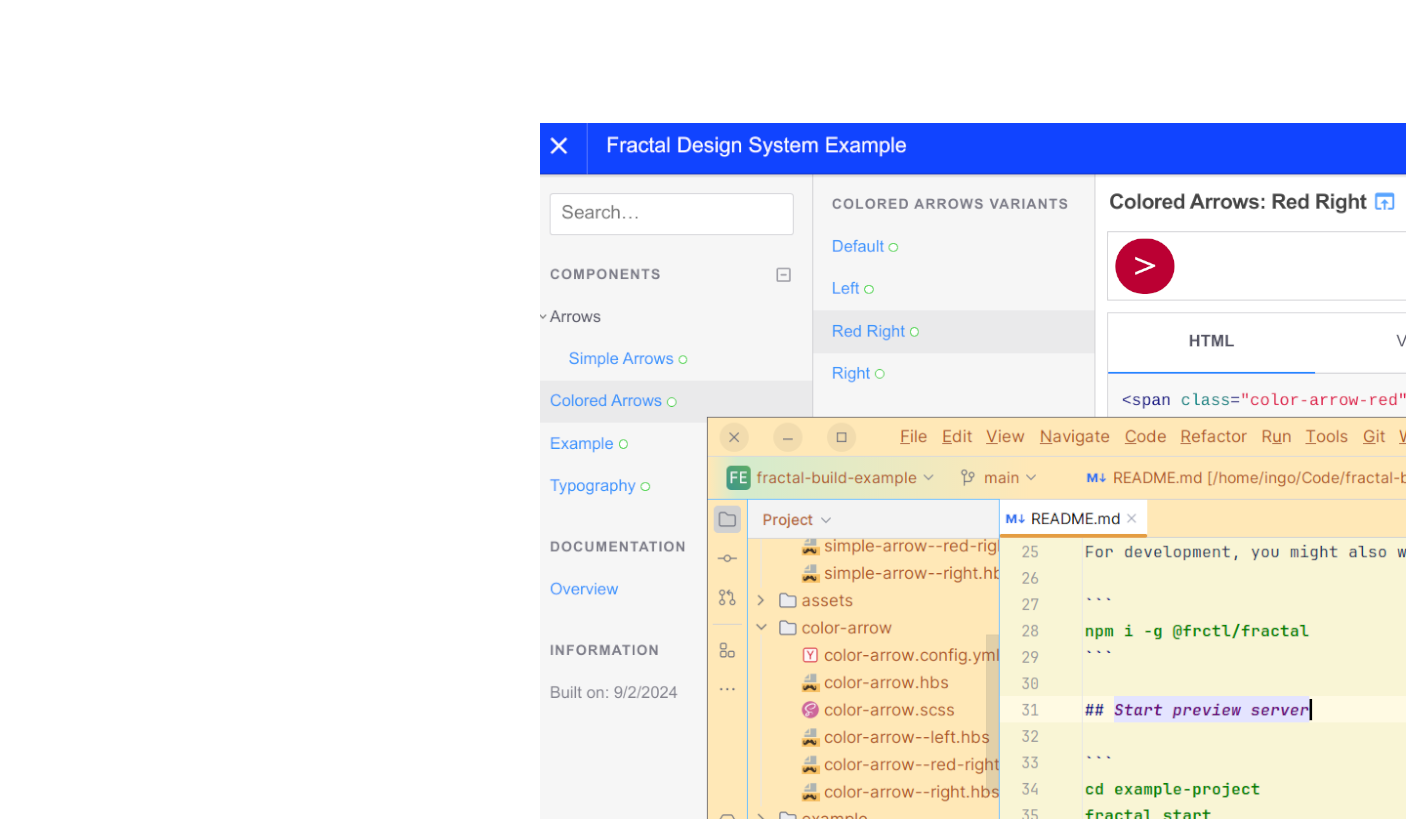 Fractal Design System Example
Search...
COMPONENTS
Arrows
Simple Arrows
Colored Arrows
Example
Typography
DOCUMENTATION
Overview
INFORMATION
Built on: 9/2/2024
COLORED ARROWS VARIANTS
Default
Left
Red Right
Right
Colored Arrows: Red Right
>
HTML
V
<span class="color-arrow-red"
File Edit View Navigate Code Refactor Run Tools Git W
FE fractal-build-example main M↓ README.md [/home/ingo/Code/fractal-b
Project
simple-arrow--red-righ
simple-arrow--right.hb
assets
color-arrow
Y color-arrow.config.yml
color-arrow.hbs
color-arrow.scss
color-arrow--left.hbs
color-arrow--red-right
color-arrow--right.hbs
example
M↓ README.md
25 For development, you might also w
26
27 ```
28 npm i -g @frctl/fractal
29 ```
30
31 ## Start preview server
32
33 ```
34 cd example-project
35 fractal start